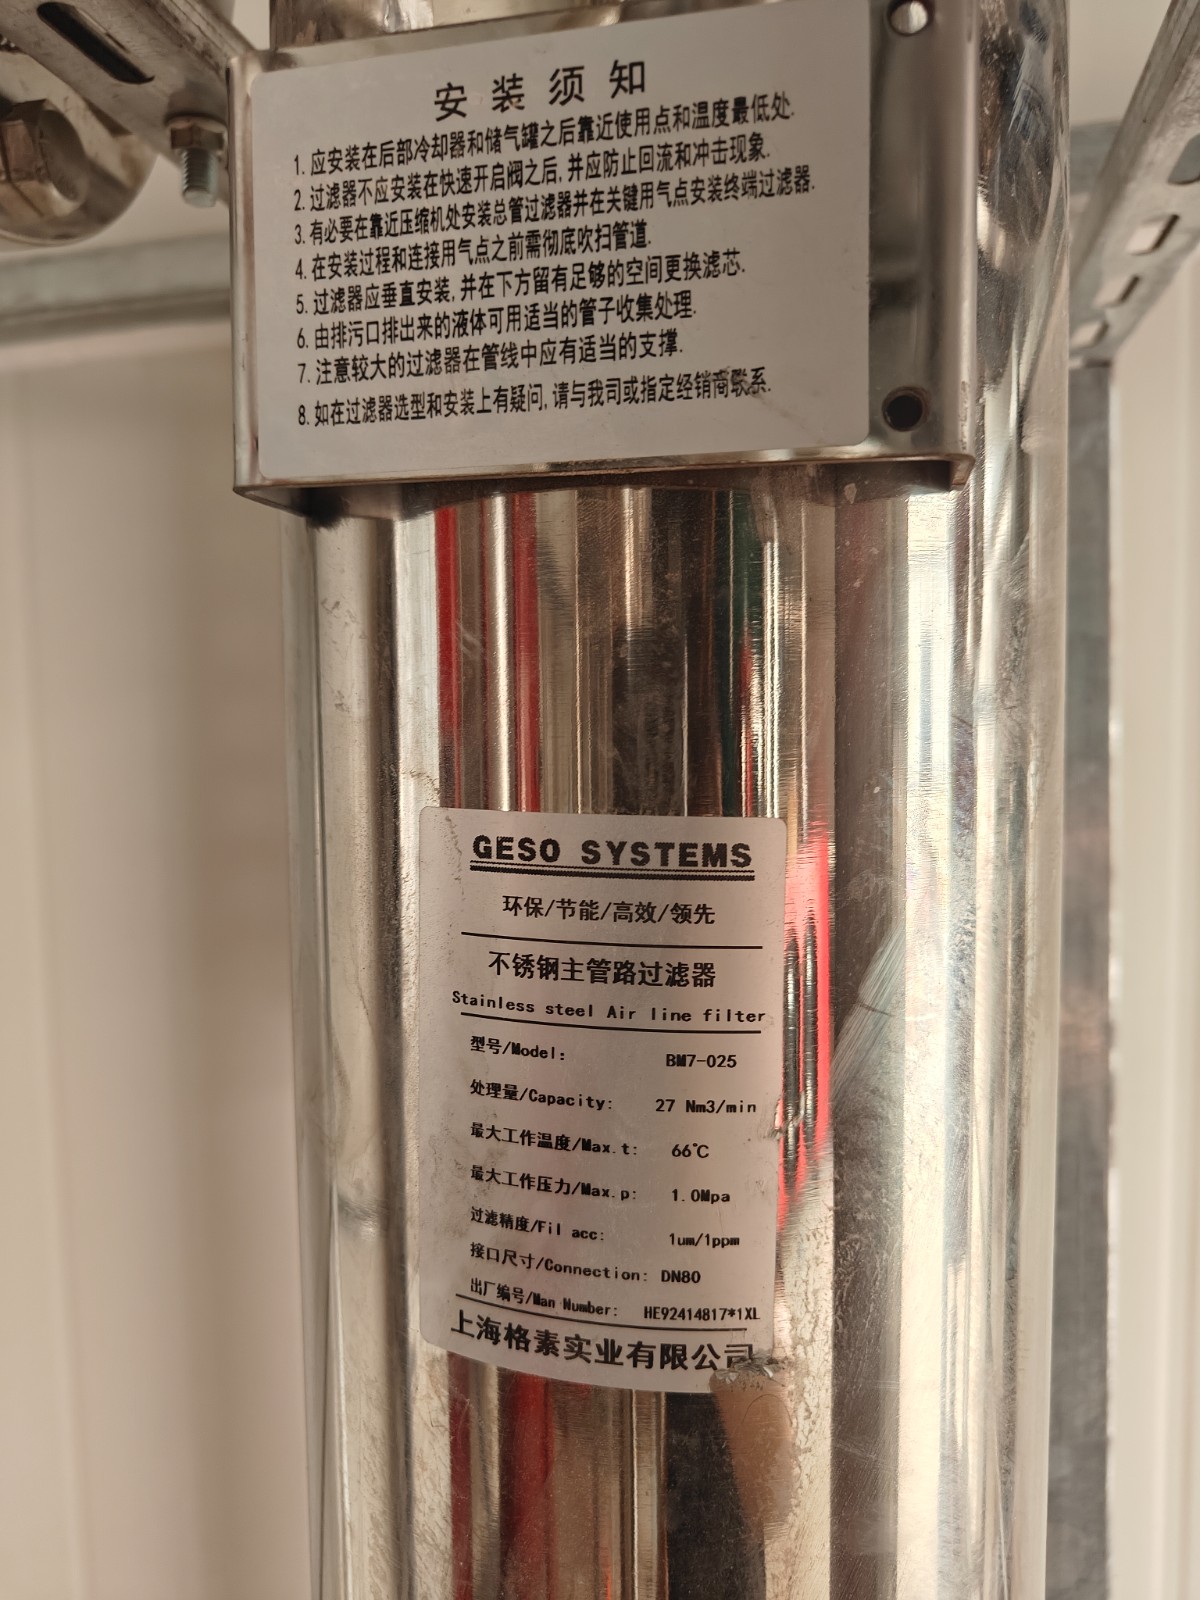 安装须知
1. 应安装在后部冷却器和储气罐之后靠近使用点和温度最低处.
2. 过滤器不应安装在快速开启阀之后, 并应防止回流和冲击现象.
3. 有必要在靠近压缩机处安装总管过滤器并在关键用气点安装终端过滤器.
4. 在安装过程和连接用气点之前需彻底吹扫管道.
5. 过滤器应垂直安装, 并在下方留有足够的空间更换滤芯.
6. 由排污口排出来的液体可用适当的管子收集处理.
7. 注意较大的过滤器在管线中应有适当的支撑.
8. 如在过滤器选型和安装上有疑问, 请与我司或指定经销商联系.
GESO SYSTEMS
环保/节能/高效/领先
不锈钢主管路过滤器
Stainless steel Air line filter
型号/Model: BM7-025
处理量/Capacity: 27 Nm3/min
最大工作温度/Max.t: 66℃
最大工作压力/Max.p: 1.0Mpa
过滤精度/Fil acc: 1um/1ppm
接口尺寸/Connection: DN80
出厂编号/Man Number: HE92414817*1XL
上海格素实业有限公司